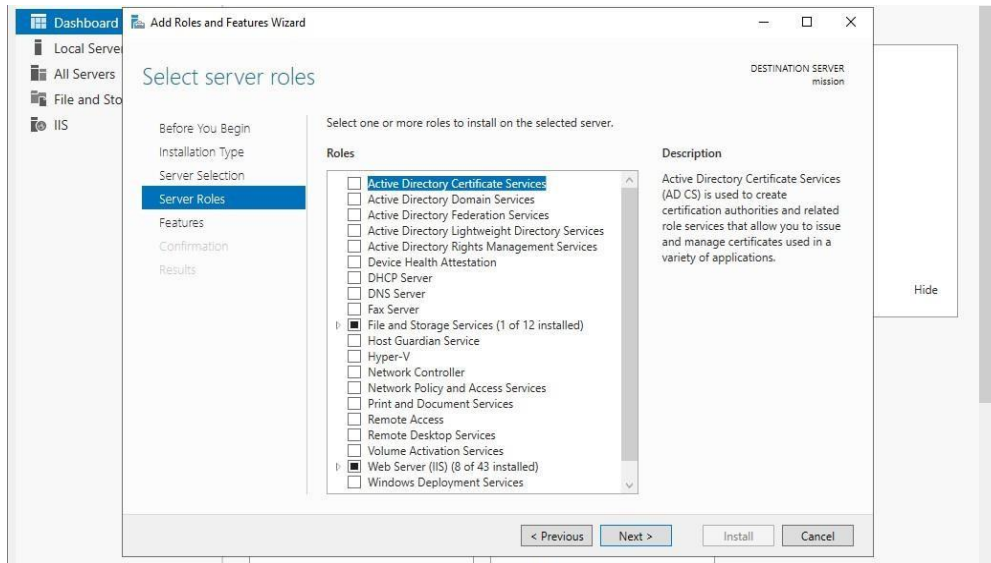 Dashboard
Local Server
All Servers
File and Sto
IIS
Add Roles and Features Wizard
Select server roles
DESTINATION SERVER
mission
Before You Begin
Installation Type
Server Selection
Server Roles
Features
Confirmation
Results
Select one or more roles to install on the selected server.
Roles
Active Directory Certificate Services
Active Directory Domain Services
Active Directory Federation Services
Active Directory Lightweight Directory Services
Active Directory Rights Management Services
Device Health Attestation
DHCP Server
DNS Server
Fax Server
File and Storage Services (1 of 12 installed)
Host Guardian Service
Hyper-V
Network Controller
Network Policy and Access Services
Print and Document Services
Remote Access
Remote Desktop Services
Volume Activation Services
Web Server (IIS) (8 of 43 installed)
Windows Deployment Services
Description
Active Directory Certificate Services
(AD CS) is used to create
certification authorities and related
role services that allow you to issue
and manage certificates used in a
variety of applications.
Hide
< Previous
Next >
Install
Cancel